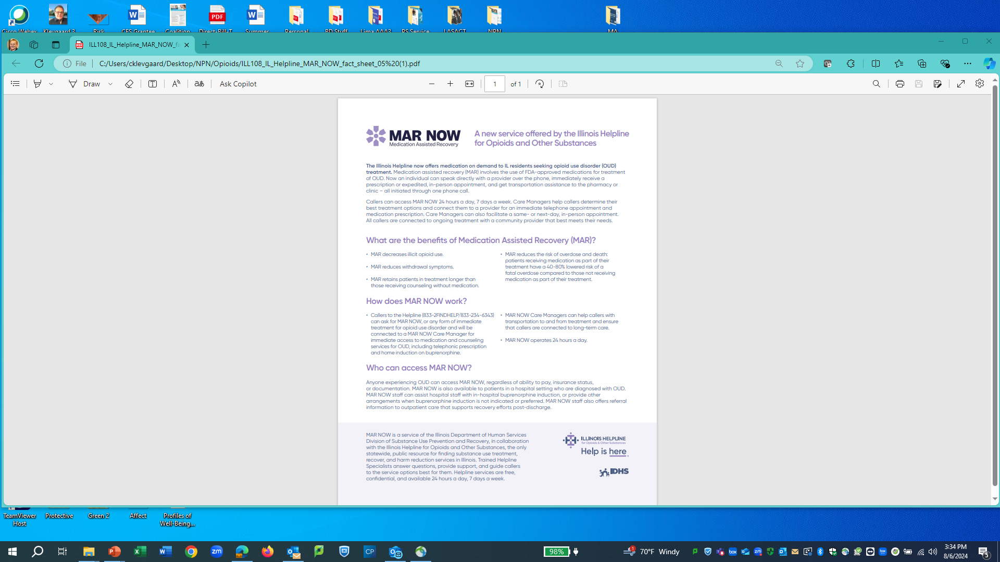 Cisco Webex
Klevgaard 3
Risk
CFS Grantee
Coalition
Direct-Bill-T
Summer
Personal
BD Stuff
Lima AAA3
PS Service
LASACT
NPN
MA
ILL108_IL_Helpline_MAR_NOW_fa
File
C:/Users/cklevgaard/Desktop/NPN/Opioids/ILL108_IL_Helpline_MAR_NOW_fact_sheet_05%20(1).pdf
Draw
Ask Copilot
1 of 1
MAR NOW
Medication Assisted Recovery
A new service offered by the Illinois Helpline
for Opioids and Other Substances
The Illinois Helpline now offers medication on demand to IL residents seeking opioid use disorder (OUD)
treatment. Medication assisted recovery (MAR) involves the use of FDA-approved medications for treatment
of OUD. Now an individual can speak directly with a provider over the phone, immediately receive a
prescription or expedited, in-person appointment, and get transportation assistance to the pharmacy or
clinic – all initiated through one phone call.
Callers can access MAR NOW 24 hours a day, 7 days a week. Care Managers help callers determine their
best treatment options and connect them to a provider for an immediate telephone appointment and
medication prescription. Care Managers can also facilitate a same- or next-day, in-person appointment.
All callers are connected to ongoing treatment with a community provider that best meets their needs.
What are the benefits of Medication Assisted Recovery (MAR)?
• MAR decreases illicit opioid use.
• MAR reduces withdrawal symptoms.
• MAR retains patients in treatment longer than
those receiving counseling without medication.
• MAR reduces the risk of overdose and death:
patients receiving medication as part of their
treatment have a 40-80% lowered risk of a
fatal overdose compared to those not receiving
medication as part of their treatment.
How does MAR NOW work?
• Callers to the Helpline (833-2FINDHELP/833-234-6343)
can ask for MAR NOW, or any form of immediate
treatment for opioid use disorder and will be
connected to a MAR NOW Care Manager for
immediate access to medication and counseling
services for OUD, including telephonic prescription
and home induction on buprenorphine.
• MAR NOW Care Managers can help callers with
transportation to and from treatment and ensure
that callers are connected to long-term care.
• MAR NOW operates 24 hours a day.
Who can access MAR NOW?
Anyone experiencing OUD can access MAR NOW, regardless of ability to pay, insurance status,
or documentation. MAR NOW is also available to patients in a hospital setting who are diagnosed with OUD.
MAR NOW staff can assist hospital staff with in-hospital buprenorphine induction, or provide other
arrangements when buprenorphine induction is not indicated or preferred. MAR NOW staff also offers referral
information to outpatient care that supports recovery efforts post-discharge.
MAR NOW is a service of the Illinois Department of Human Services
Division of Substance Use Prevention and Recovery, in collaboration
with the Illinois Helpline for Opioids and Other Substances, the only
statewide, public resource for finding substance use treatment,
recover, and harm reduction services in Illinois. Trained Helpline
Specialists answer questions, provide support, and guide callers
to the service options best for them. Helpline services are free,
confidential, and available 24 hours a day, 7 days a week.
ILLINOIS HELPLINE
for Opioids & Other Substances
Help is here.
IDHS
TeamViewer
Host
Protective
Green 2
Affect
Profiles of
Well-Being...
98%
70°F Windy
3:34 PM
8/6/2024
5